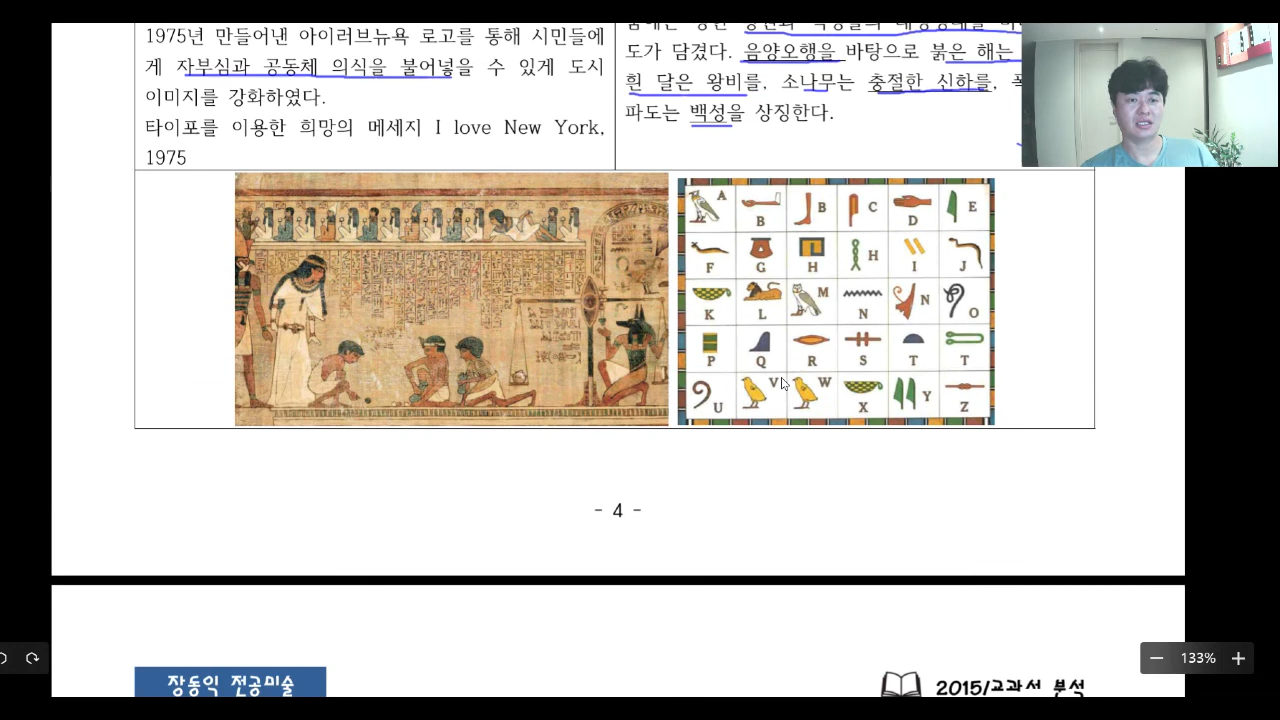 1975년 만들어낸 아이러브뉴욕 로고를 통해 시민들에
게 자부심과 공동체 의식을 불어넣을 수 있게 도시
이미지를 강화하였다.
타이포를 이용한 희망의 메세지 I love New York,
1975
도가 담겼다. 음양오행을 바탕으로 붉은 해는
흰 달은 왕비를, 소나무는 충절한 신하를,
파도는 백성을 상징한다.
A B B C D E
F G H H I J
K L M N N O
P Q R S T T
U V W X Y Z
- 4 -
장동익 전공미술
2015/교과서 분석
133%